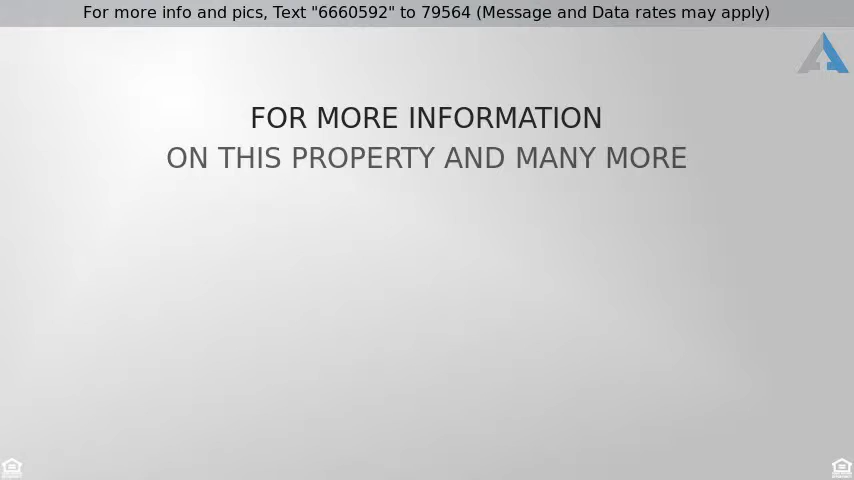 For more info and pics, Text "6660592" to 79564 (Message and Data rates may apply)
FOR MORE INFORMATION
ON THIS PROPERTY AND MANY MORE